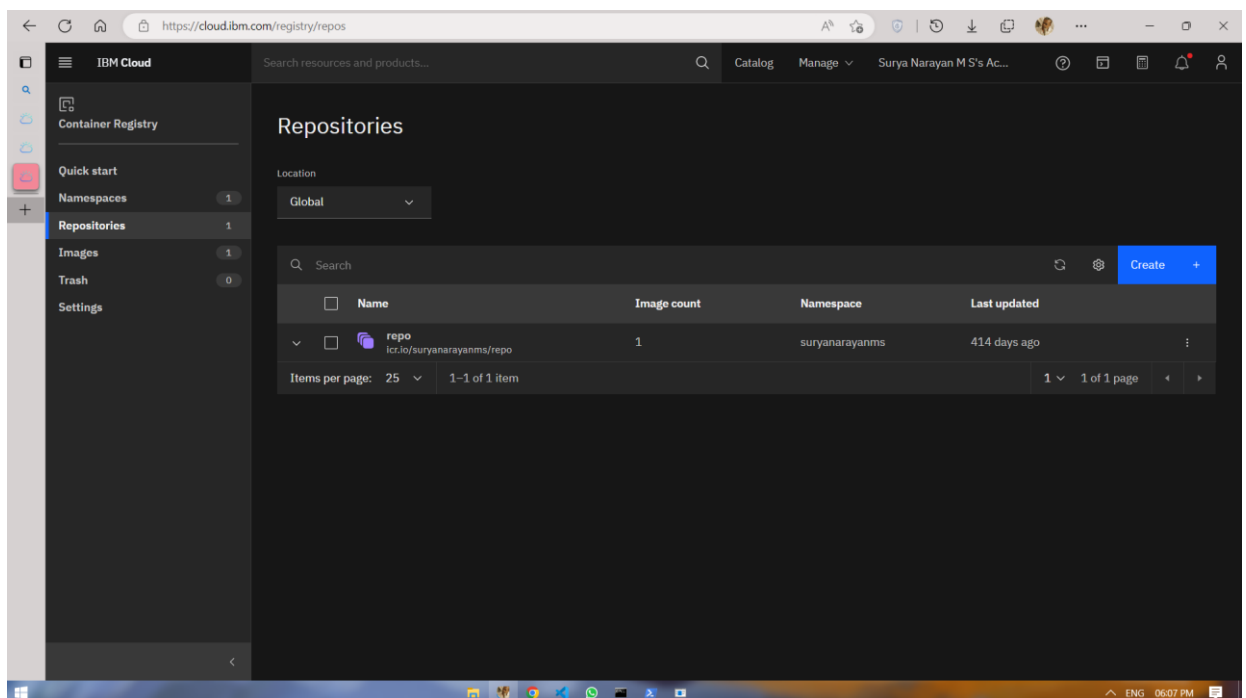 https://cloud.ibm.com/registry/repos
IBM Cloud
Search resources and products...
Catalog
Manage
Surya Narayan M S's Ac...
Container Registry
Quick start
Namespaces 1
Repositories 1
Images 1
Trash 0
Settings
Repositories
Location
Global
Search
Create +
Name Image count Namespace Last updated
repo
icr.io/suryanarayanms/repo
1 suryanarayanms 414 days ago
Items per page: 25 1–1 of 1 item 1 1 of 1 page
ENG 06:07 PM